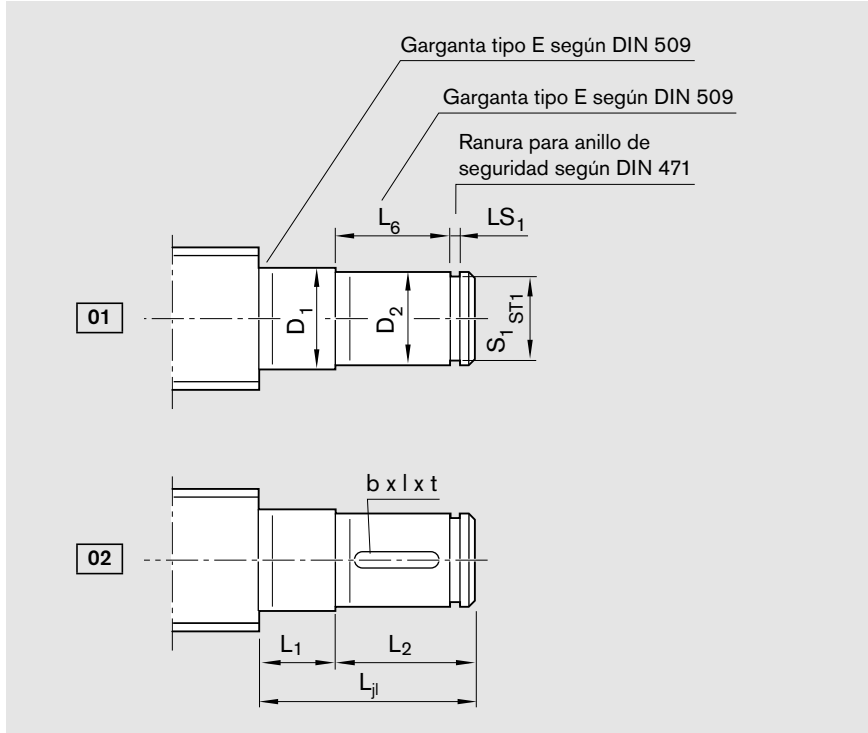 Garganta tipo E según DIN 509
Garganta tipo E según DIN 509
Ranura para anillo de
seguridad según DIN 471
L6 LS1
01
D1
D2
S1 ST1
b x l x t
02
L1 L2
Ljl